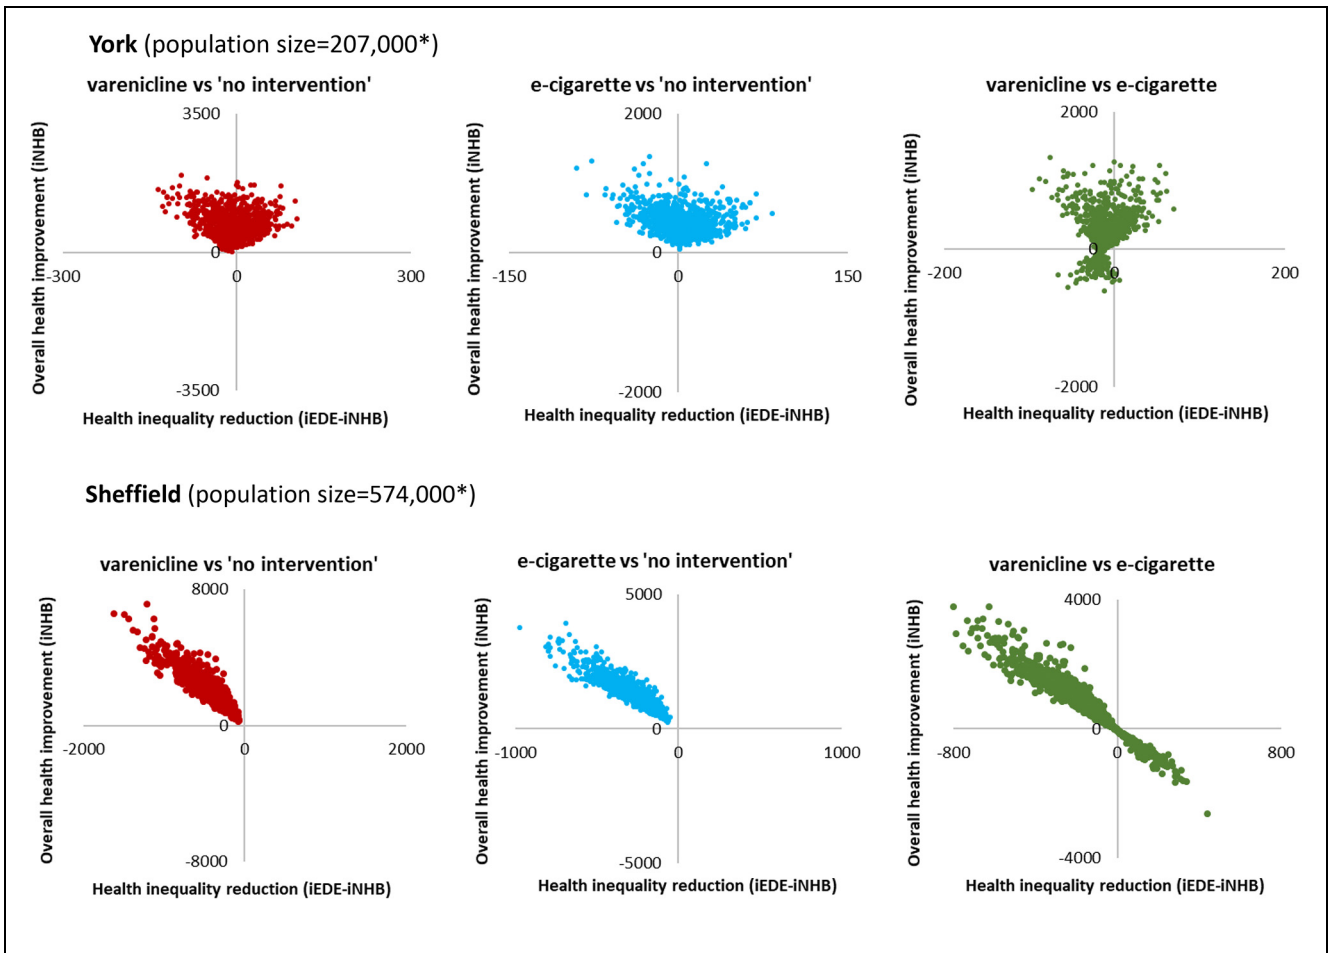 York (population size=207,000*)
varenicline vs 'no intervention'
Overall health improvement (iNHB)
3500
0
-3500
-300
0
300
Health inequality reduction (iEDE-iNHB)
e-cigarette vs 'no intervention'
Overall health improvement (iNHB)
2000
0
-2000
-150
0
150
Health inequality reduction (iEDE-iNHB)
varenicline vs e-cigarette
Overall health improvement (iNHB)
2000
0
-2000
-200
0
200
Health inequality reduction (iEDE-iNHB)
Sheffield (population size=574,000*)
varenicline vs 'no intervention'
Overall health improvement (iNHB)
8000
0
-8000
-2000
0
2000
Health inequality reduction (iEDE-iNHB)
e-cigarette vs 'no intervention'
Overall health improvement (iNHB)
5000
0
-5000
-1000
0
1000
Health inequality reduction (iEDE-iNHB)
varenicline vs e-cigarette
Overall health improvement (iNHB)
4000
0
-4000
-800
0
800
Health inequality reduction (iEDE-iNHB)